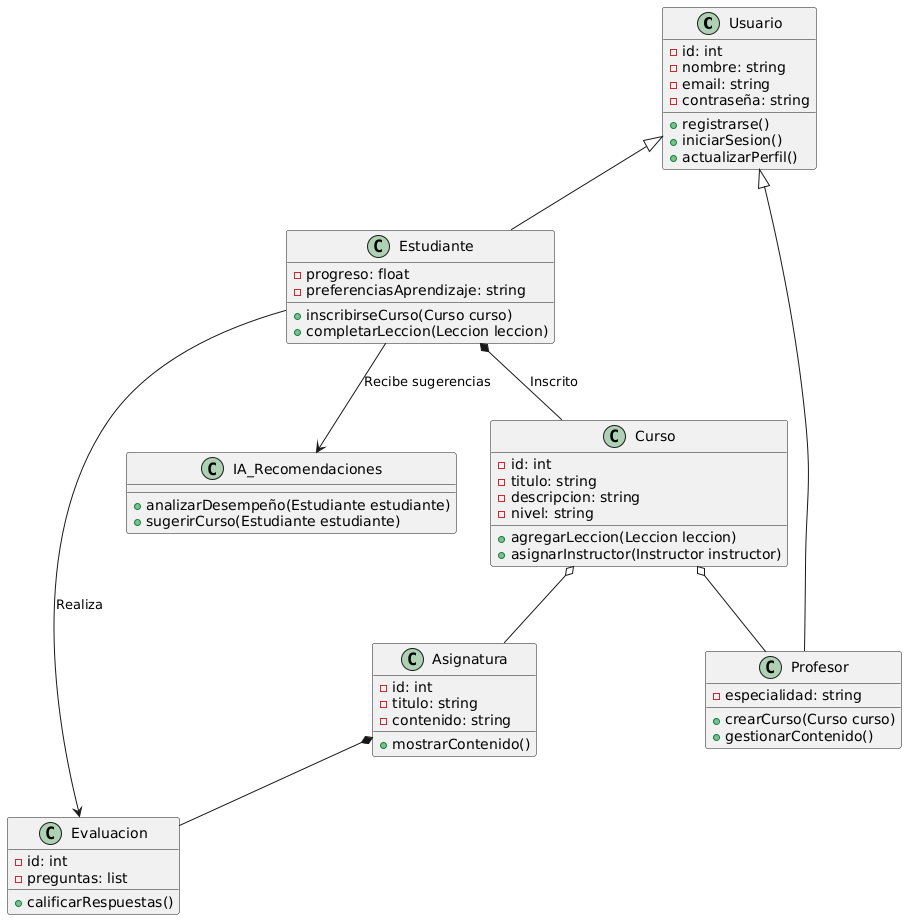 C Usuario
id: int
nombre: string
email: string
contraseña: string
registrarse()
iniciarSesion()
actualizarPerfil()
C Estudiante
progreso: float
preferenciasAprendizaje: string
inscribirseCurso(Curso curso)
completarLeccion(Leccion leccion)
Recibe sugerencias
Inscrito
C IA_Recomendaciones
analizarDesempeño(Estudiante estudiante)
sugerirCurso(Estudiante estudiante)
C Curso
id: int
titulo: string
descripcion: string
nivel: string
agregarLeccion(Leccion leccion)
asignarInstructor(Instructor instructor)
Realiza
C Asignatura
id: int
titulo: string
contenido: string
mostrarContenido()
C Profesor
especialidad: string
crearCurso(Curso curso)
gestionarContenido()
C Evaluacion
id: int
preguntas: list
calificarRespuestas()